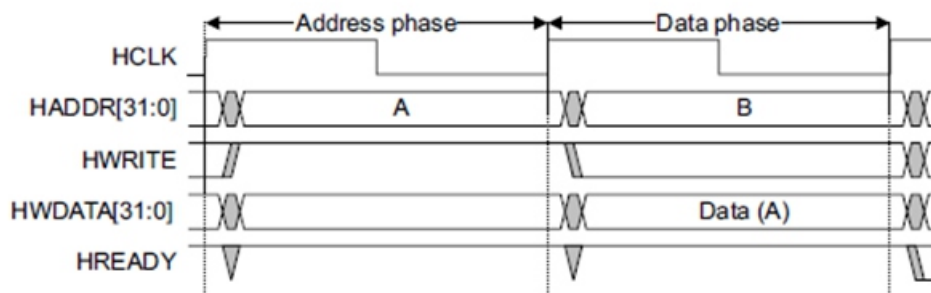 Address phase Data phase
HCLK
HADDR[31:0] A B
HWRITE
HWDATA[31:0] Data (A)
HREADY